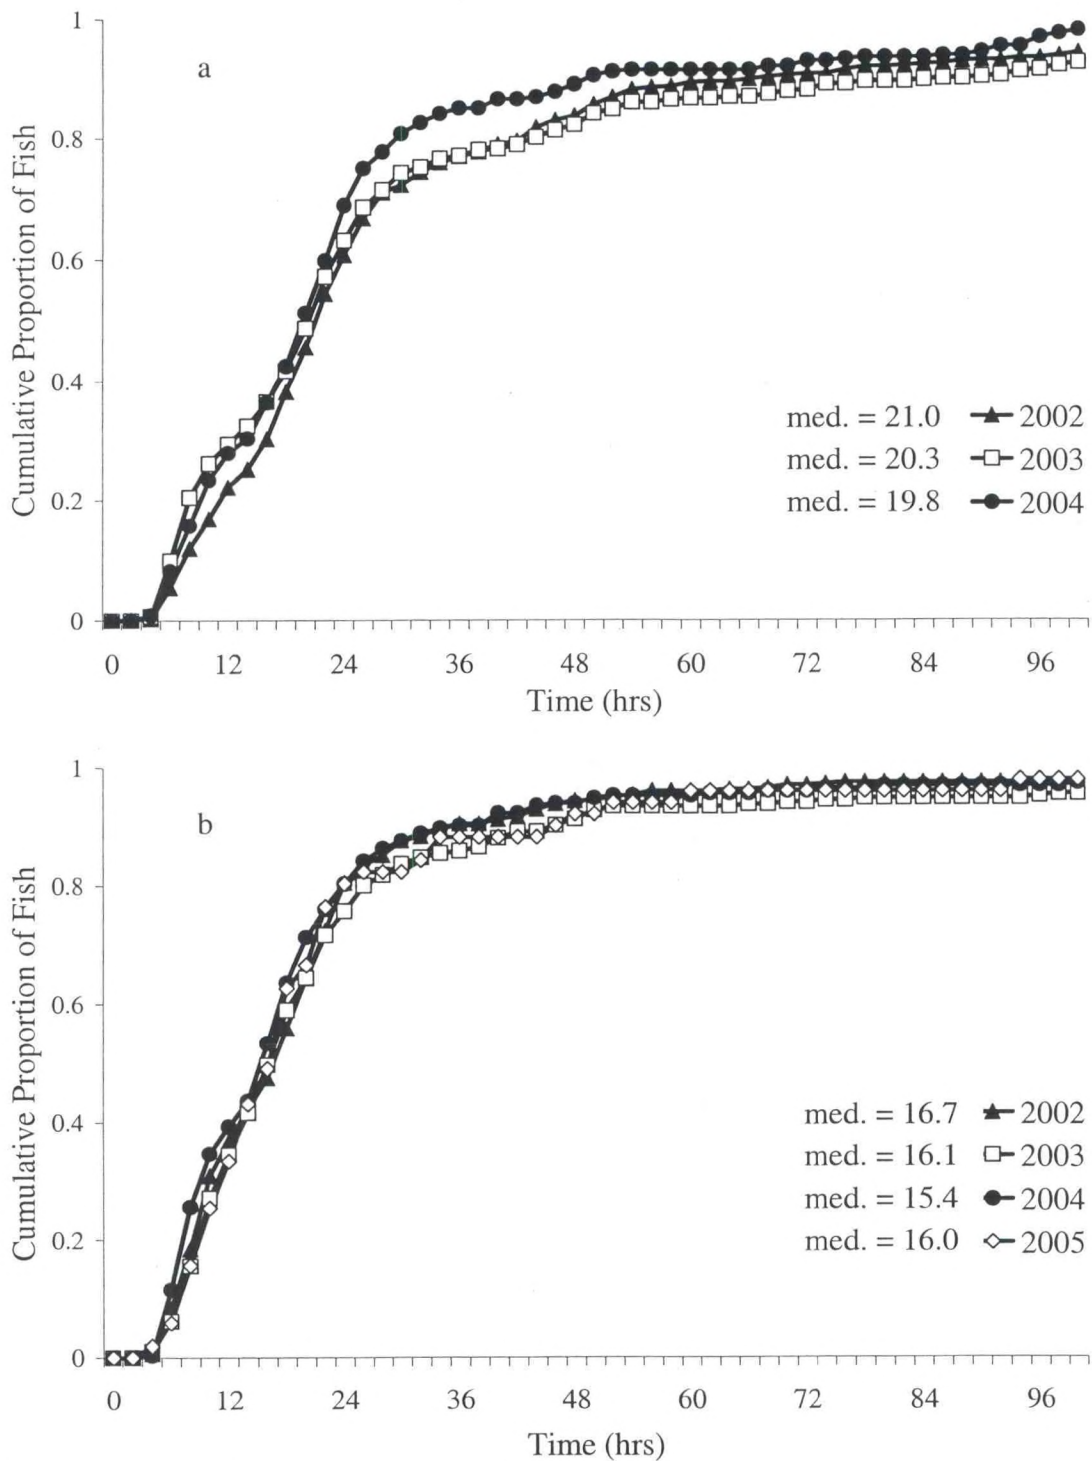 a
1
0.8
0.6
0.4
0.2
0
Cumulative Proportion of Fish
med. = 21.0 2002
med. = 20.3 2003
med. = 19.8 2004
0 12 24 36 48 60 72 84 96
Time (hrs)
b
1
0.8
0.6
0.4
0.2
0
Cumulative Proportion of Fish
med. = 16.7 2002
med. = 16.1 2003
med. = 15.4 2004
med. = 16.0 2005
0 12 24 36 48 60 72 84 96
Time (hrs)